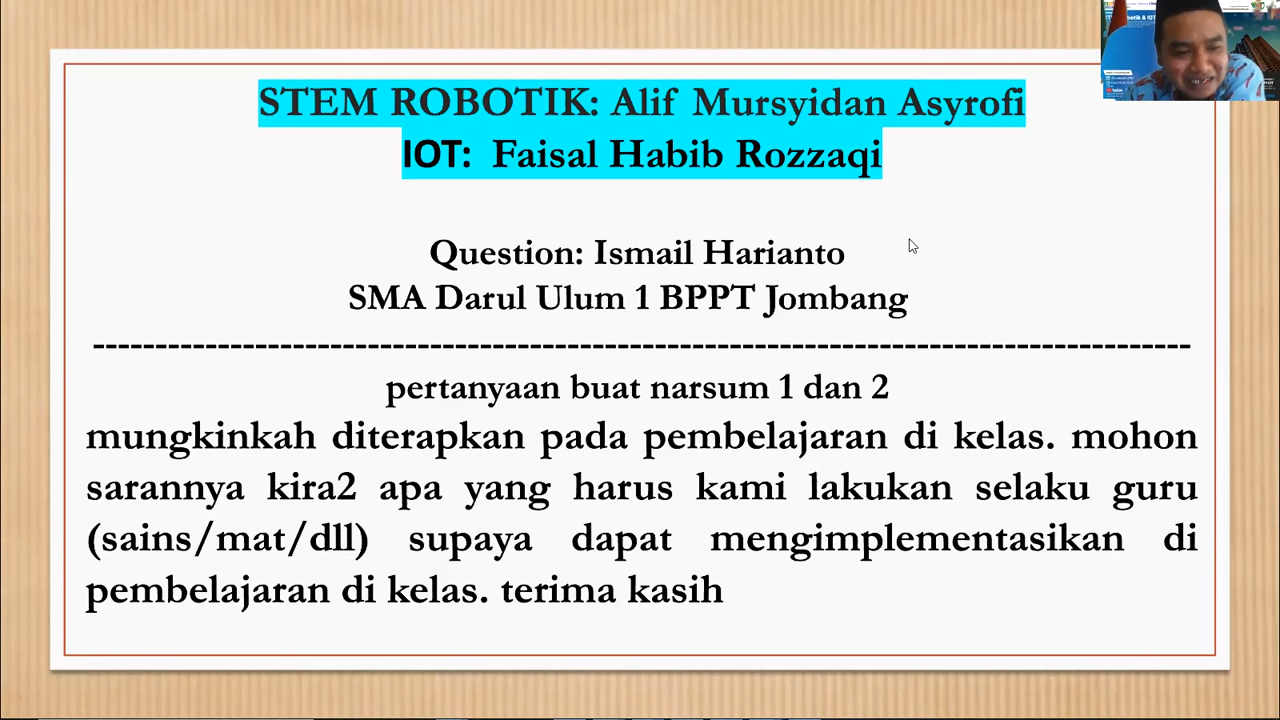 STEM ROBOTIK: Alif Mursyidan Asyrofi
IOT: Faisal Habib Rozzaqi
Question: Ismail Harianto
SMA Darul Ulum 1 BPPT Jombang
----------------------------------------------------------------------------------------
pertanyaan buat narsum 1 dan 2
mungkinkah diterapkan pada pembelajaran di kelas. mohon
sarannya kira2 apa yang harus kami lakukan selaku guru
(sains/mat/dll) supaya dapat mengimplementasikan di
pembelajaran di kelas. terima kasih